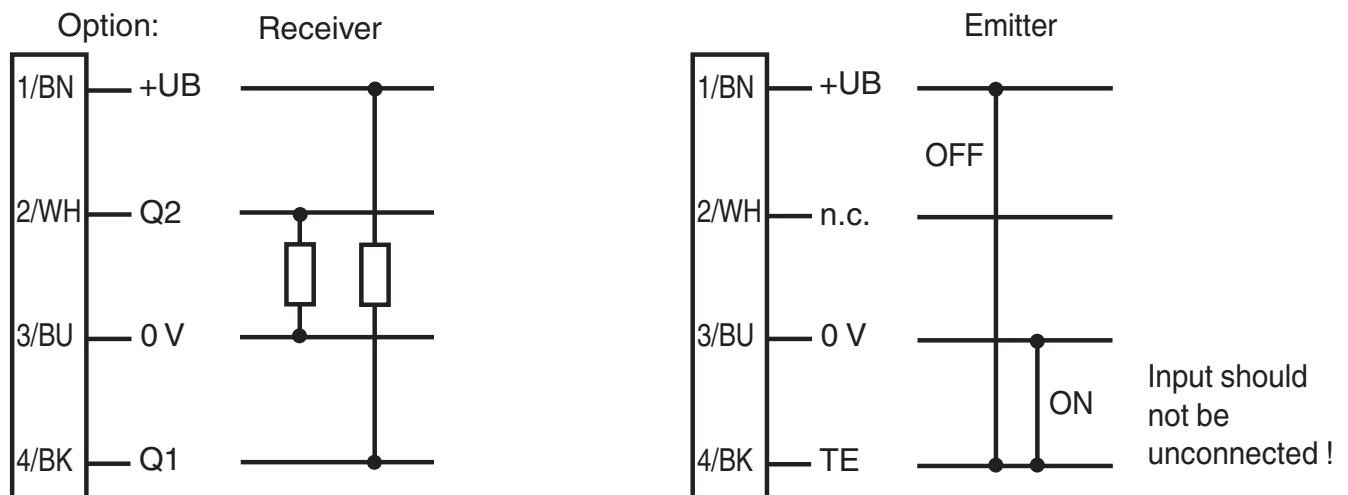 Option:
Receiver
1/BN
+UB
2/WH
Q2
3/BU
0 V
4/BK
Q1
Emitter
1/BN
+UB
OFF
2/WH
n.c.
3/BU
0 V
ON
4/BK
TE
Input should
not be
unconnected !